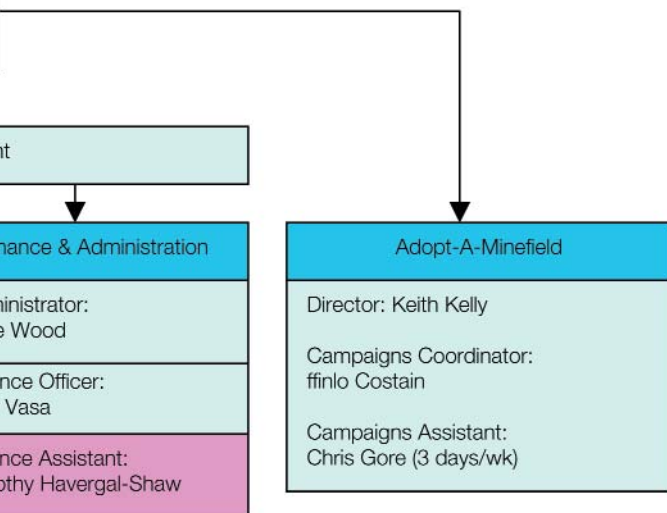 nt
nance & Administration
ministrator:
e Wood
nce Officer:
Vasa
nce Assistant:
othy Havergal-Shaw
Adopt-A-Minefield
Director: Keith Kelly
Campaigns Coordinator:
ffinlo Costain
Campaigns Assistant:
Chris Gore (3 days/wk)